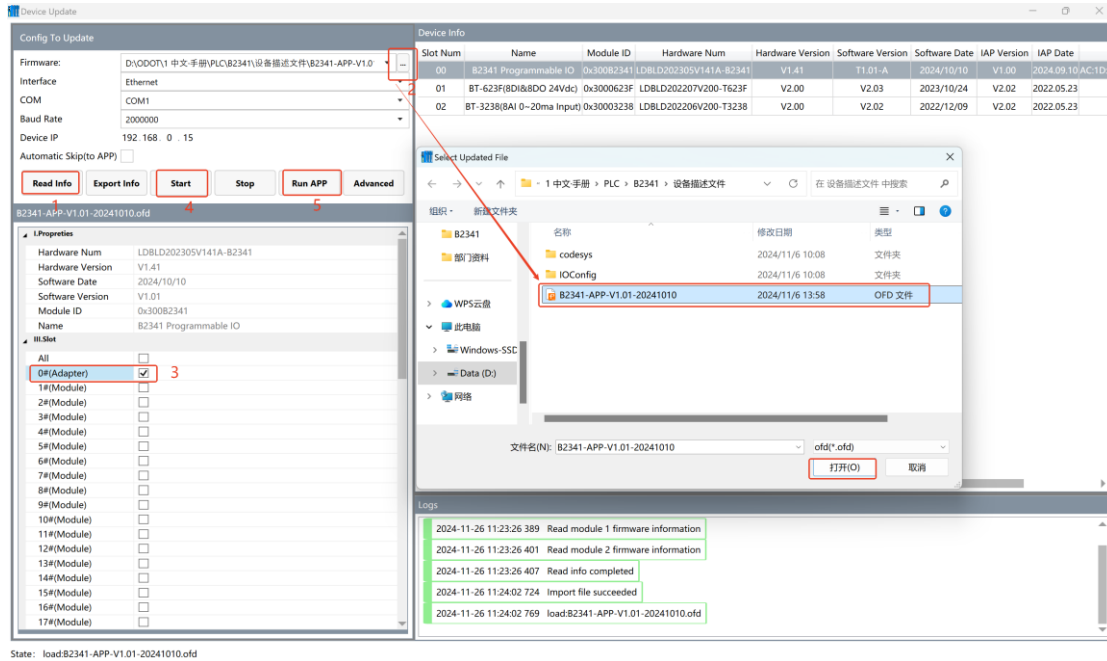 Device Update
Config To Update
Firmware: D:\ODOT\1 中文-手册\PLC\B2341\设备描述文件\B2341-APP-V1.0 ...
2
Interface Ethernet
COM COM1
Baud Rate 2000000
Device IP 192 .168 . 0 . 15
Automatic Skip(to APP)
Read Info Export Info Start Stop Run APP Advanced
1 4 5
B2341-APP-V1.01-20241010.ofd
I.Propreties
Hardware Num LDBLD202305V141A-B2341
Hardware Version V1.41
Software Date 2024/10/10
Software Version V1.01
Module ID 0x300B2341
Name B2341 Programmable IO
III.Slot
All
0#(Adapter) 3
1#(Module)
2#(Module)
3#(Module)
4#(Module)
5#(Module)
6#(Module)
7#(Module)
8#(Module)
9#(Module)
10#(Module)
11#(Module)
12#(Module)
13#(Module)
14#(Module)
15#(Module)
16#(Module)
17#(Module)
Device Info
Slot Num Name Module ID Hardware Num Hardware Version Software Version Software Date IAP Version IAP Date
00 B2341 Programmable IO 0x300B2341 LDBLD202305V141A-B2341 V1.41 T1.01-A 2024/10/10 V1.00 2024.09.10 AC:1D:
01 BT-623F(8DI&8DO 24Vdc) 0x3000623F LDBLD202207V200-T623F V2.00 V2.03 2023/10/24 V2.02 2022.05.23
02 BT-3238(8AI 0~20ma Input) 0x30003238 LDBLD202206V200-T3238 V2.00 V2.02 2022/12/09 V2.02 2022.05.23
Select Updated File
1 中文-手册 › PLC › B2341 › 设备描述文件
在 设备描述文件 中搜索
组织 新建文件夹
B2341
部门资料
WPS云盘
此电脑
Windows-SSD
Data (D:)
网络
名称 修改日期 类型
codesys 2024/11/6 10:08 文件夹
IOConfig 2024/11/6 10:08 文件夹
B2341-APP-V1.01-20241010 2024/11/6 13:58 OFD 文件
文件名(N): B2341-APP-V1.01-20241010 ofd(*.ofd)
打开(O) 取消
Logs
2024-11-26 11:23:26 389 Read module 1 firmware information
2024-11-26 11:23:26 401 Read module 2 firmware information
2024-11-26 11:23:26 407 Read info completed
2024-11-26 11:24:02 724 Import file succeeded
2024-11-26 11:24:02 769 load:B2341-APP-V1.01-20241010.ofd
State: load:B2341-APP-V1.01-20241010.ofd